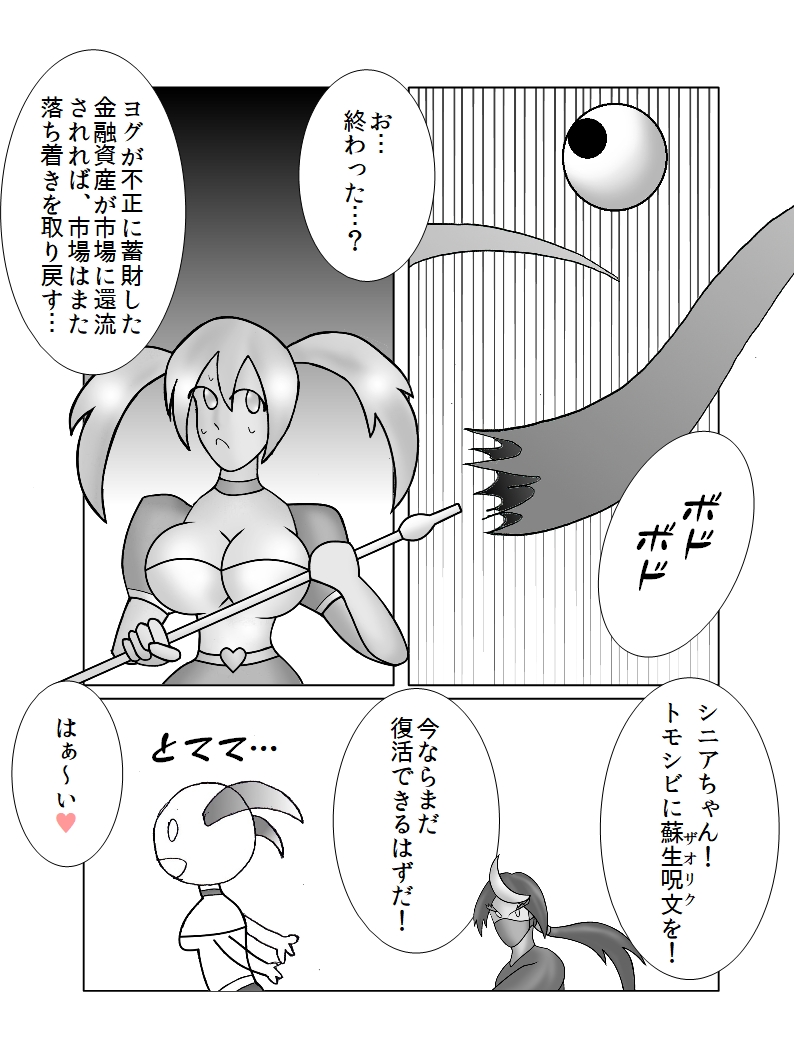 ボド
ボド
お…
終わった…？
ヨグが不正に蓄財した
金融資産が市場に還流
されれば、市場はまた
落ち着きを取り戻す…
シニアちゃん！
トモシビに蘇生呪文を！
ザオリク
今ならまだ
復活できるはずだ！
とてて…
はぁ～い♥